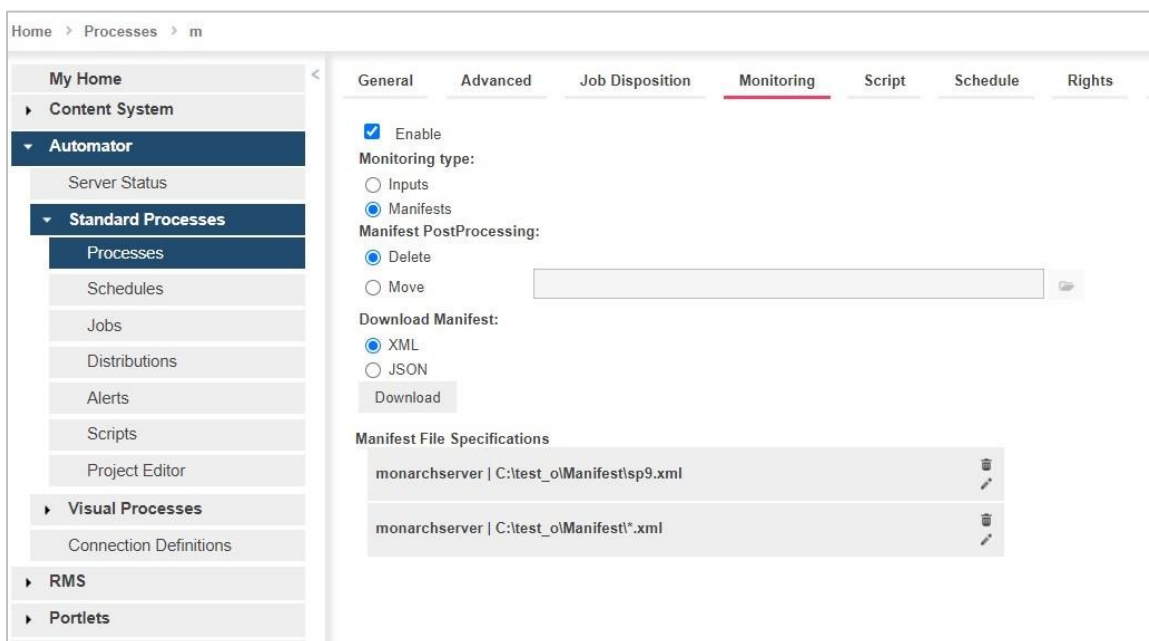 Home > Processes > m
My Home
Content System
Automator
Server Status
Standard Processes
Processes
Schedules
Jobs
Distributions
Alerts
Scripts
Project Editor
Visual Processes
Connection Definitions
RMS
Portlets
General Advanced Job Disposition Monitoring Script Schedule Rights
Enable
Monitoring type:
Inputs
Manifests
Manifest PostProcessing:
Delete
Move
Download Manifest:
XML
JSON
Download
Manifest File Specifications
monarchserver | C:\test_o\Manifest\sp9.xml
monarchserver | C:\test_o\Manifest\*.xml